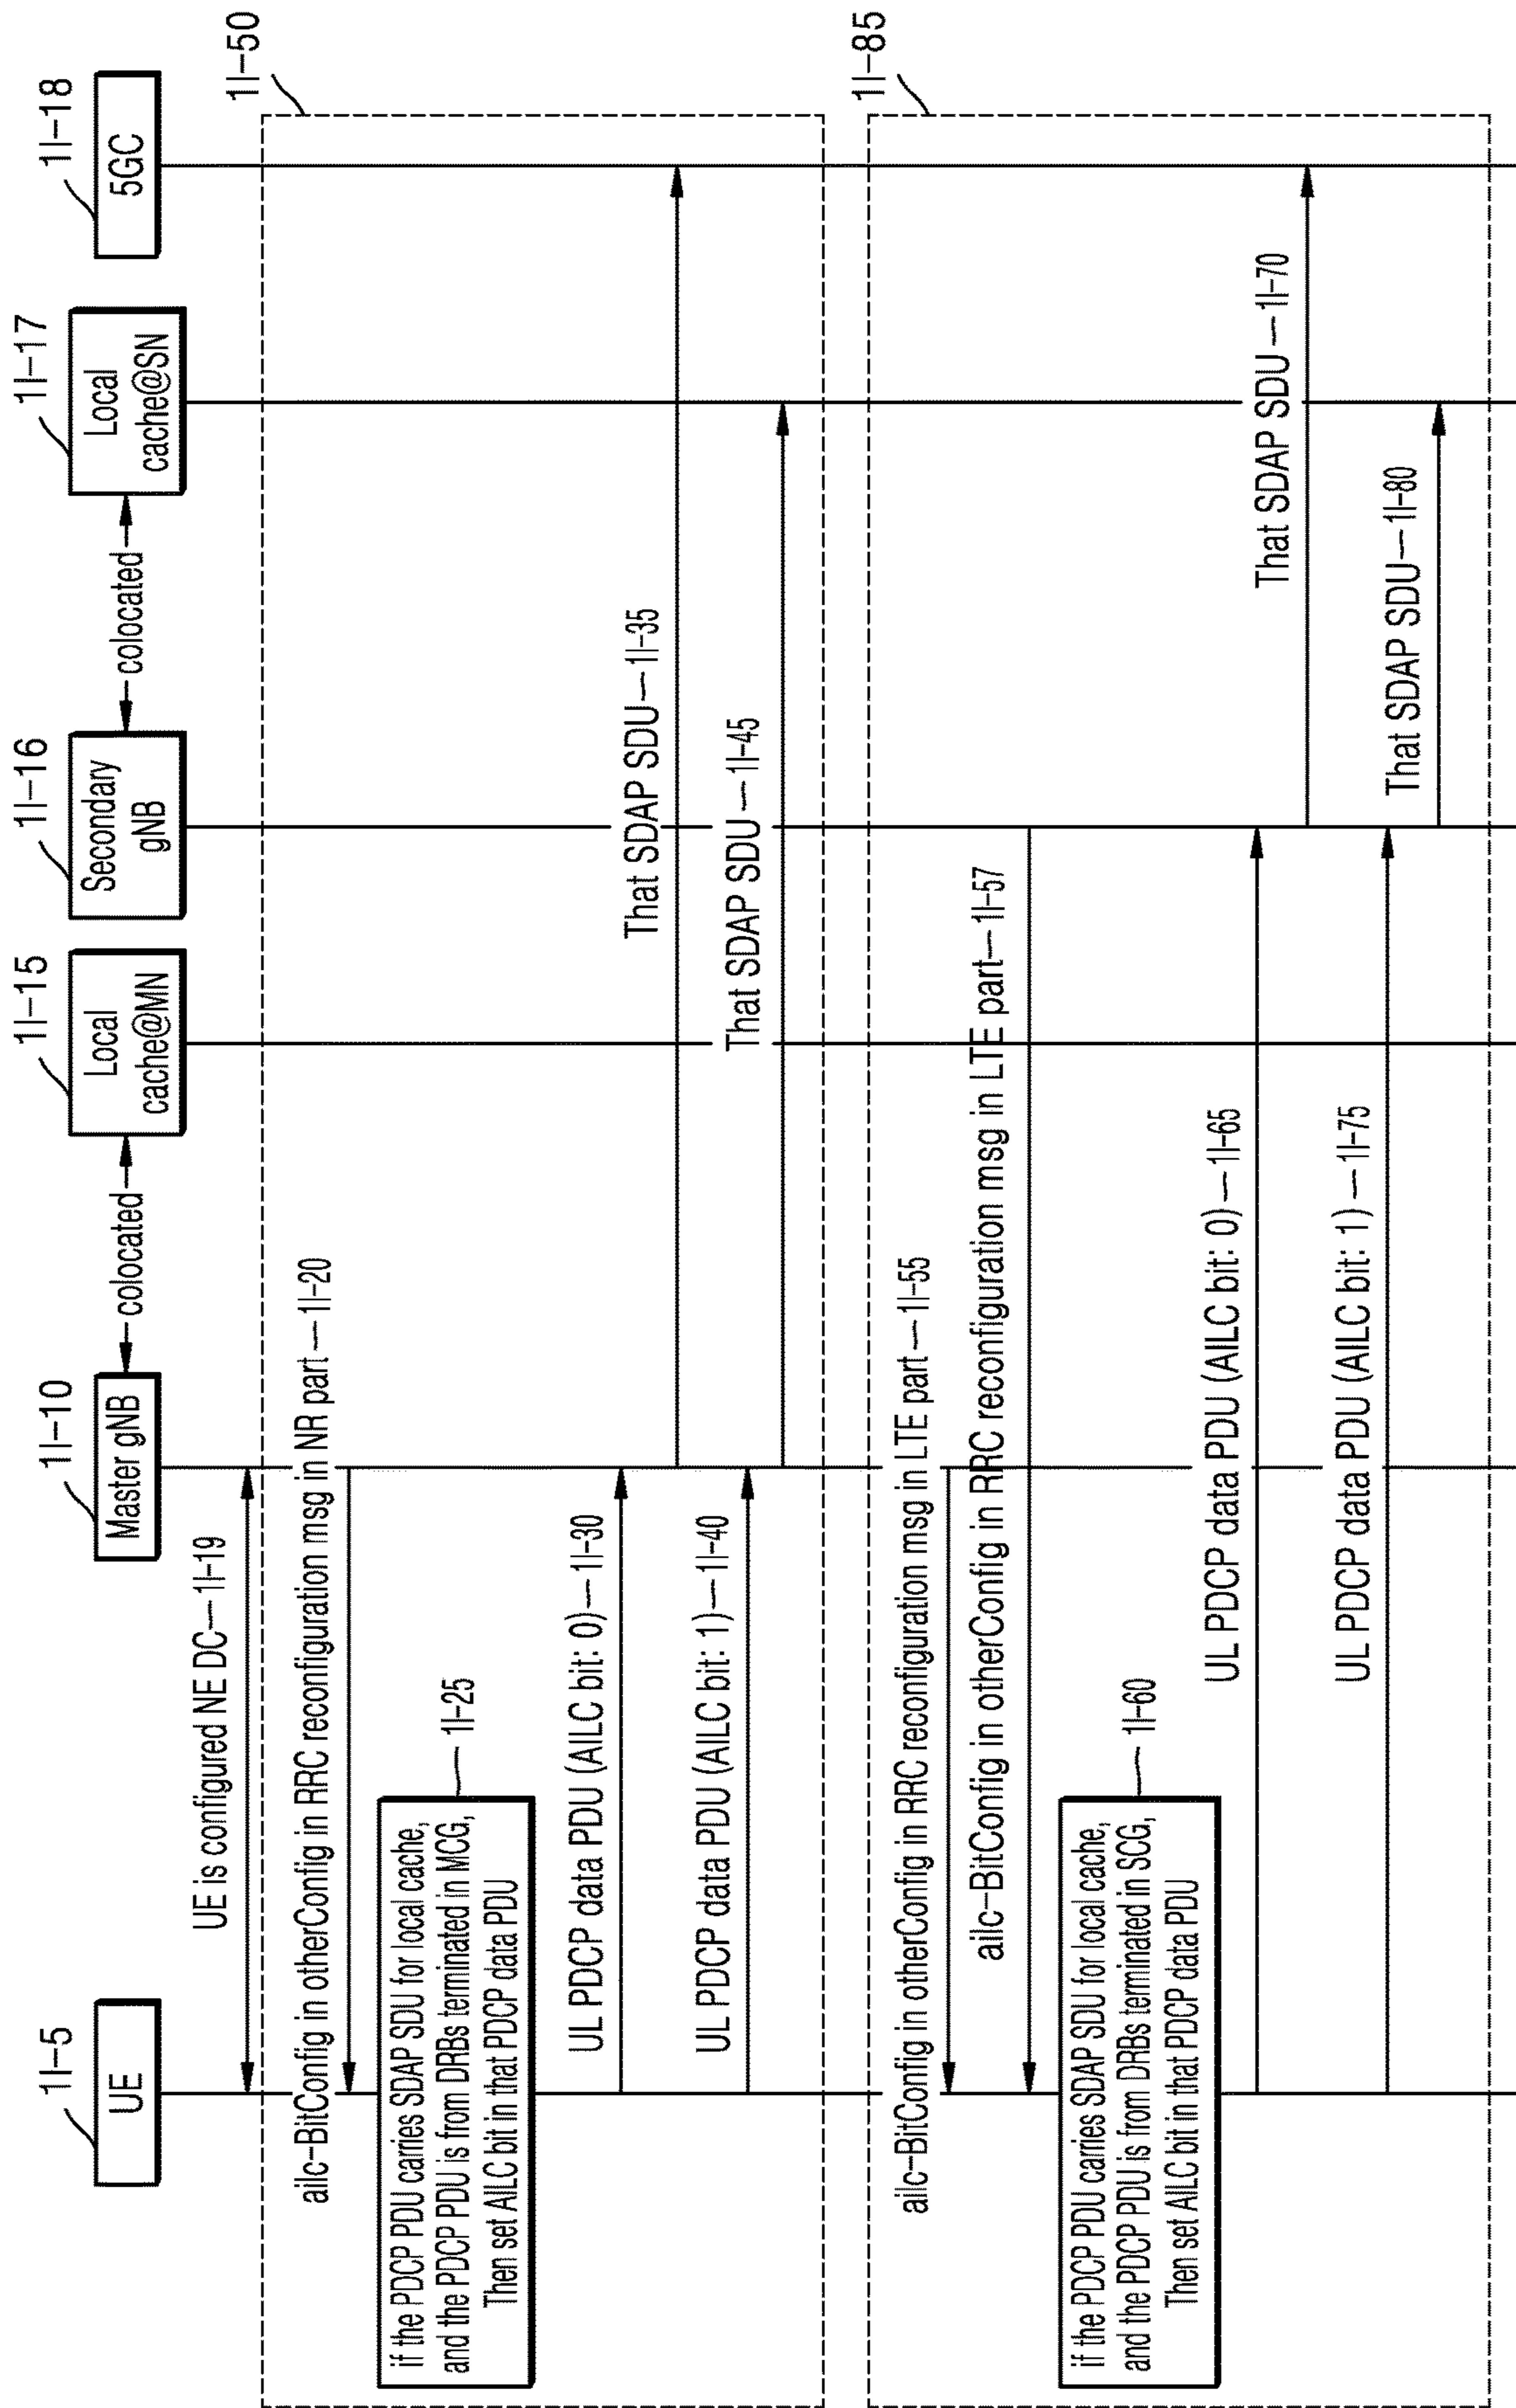 1l-5
UE
1l-10
Master gNB
colocated
1l-15
Local
cache@MN
1l-16
Secondary
gNB
colocated
1l-17
Local
cache@SN
1l-18
5GC
UE is configured NE DC 1l-19
1l-50
ailc-BitConfig in otherConfig in RRC reconfiguration msg in NR part 1l-20
if the PDCP PDU carries SDAP SDU for local cache,
and the PDCP PDU is from DRBs terminated in MCG,
Then set AILC bit in that PDCP data PDU
1l-25
UL PDCP data PDU (AILC bit: 0) 1l-30
That SDAP SDU 1l-35
UL PDCP data PDU (AILC bit: 1) 1l-40
That SDAP SDU 1l-45
1l-85
ailc-BitConfig in otherConfig in RRC reconfiguration msg in LTE part 1l-55
ailc-BitConfig in otherConfig in RRC reconfiguration msg in LTE part 1l-57
if the PDCP PDU carries SDAP SDU for local cache,
and the PDCP PDU is from DRBs terminated in SCG,
Then set AILC bit in that PDCP data PDU
1l-60
UL PDCP data PDU (AILC bit: 0) 1l-65
That SDAP SDU 1l-70
UL PDCP data PDU (AILC bit: 1) 1l-75
That SDAP SDU 1l-80